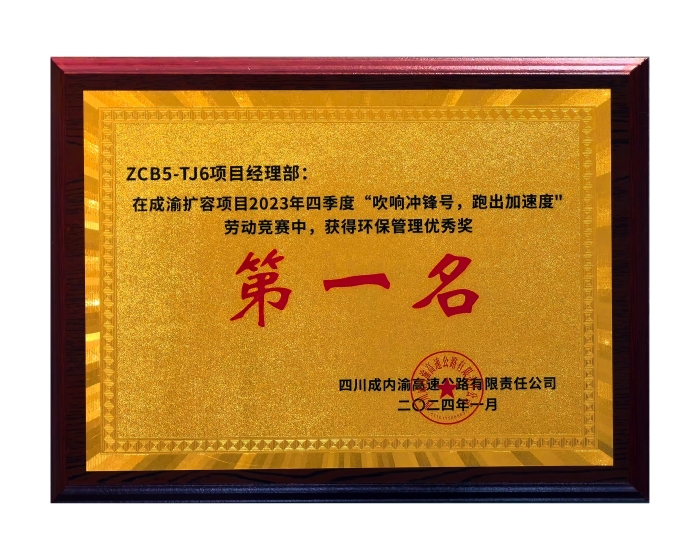 ZCB5-TJ6项目经理部：
在成渝扩容项目2023年四季度“吹响冲锋号，跑出加速度"
劳动竞赛中，获得环保管理优秀奖
第一名
四川成内渝高速公路有限责任公司
二〇二四年一月